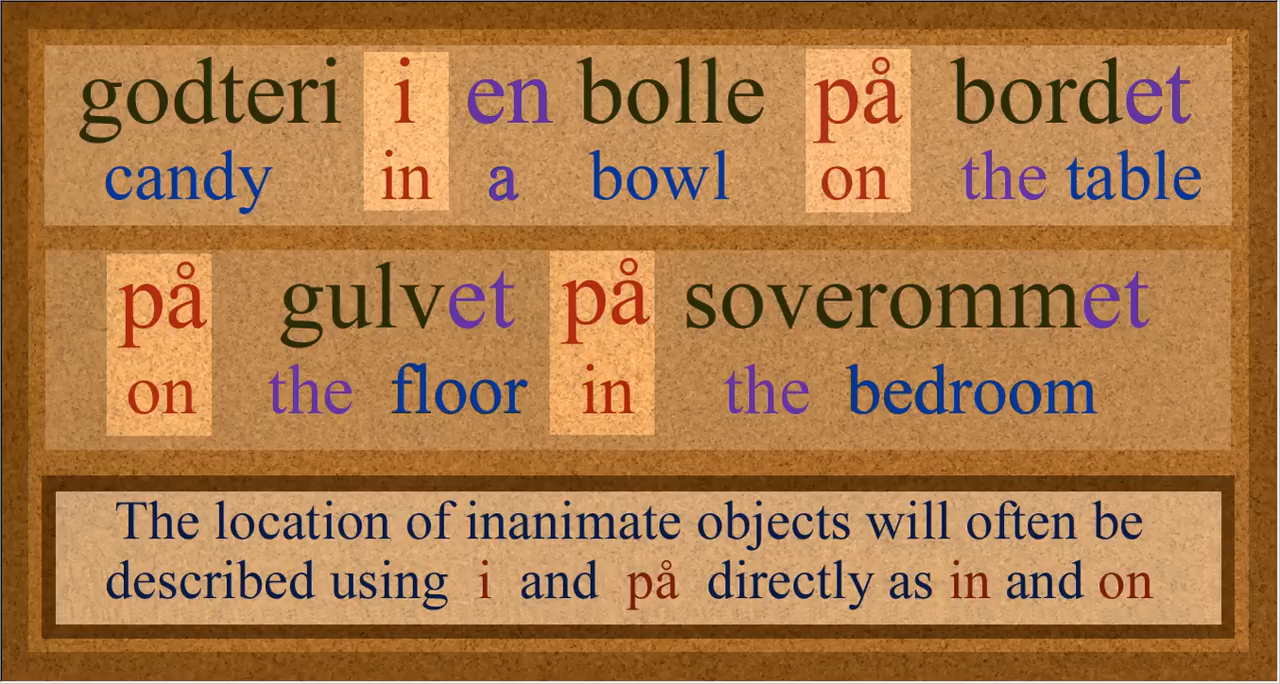 godteri i en bolle på bordet
candy in a bowl on the table
på gulvet på soverommet
on the floor in the bedroom
The location of inanimate objects will often be
described using i and på directly as in and on